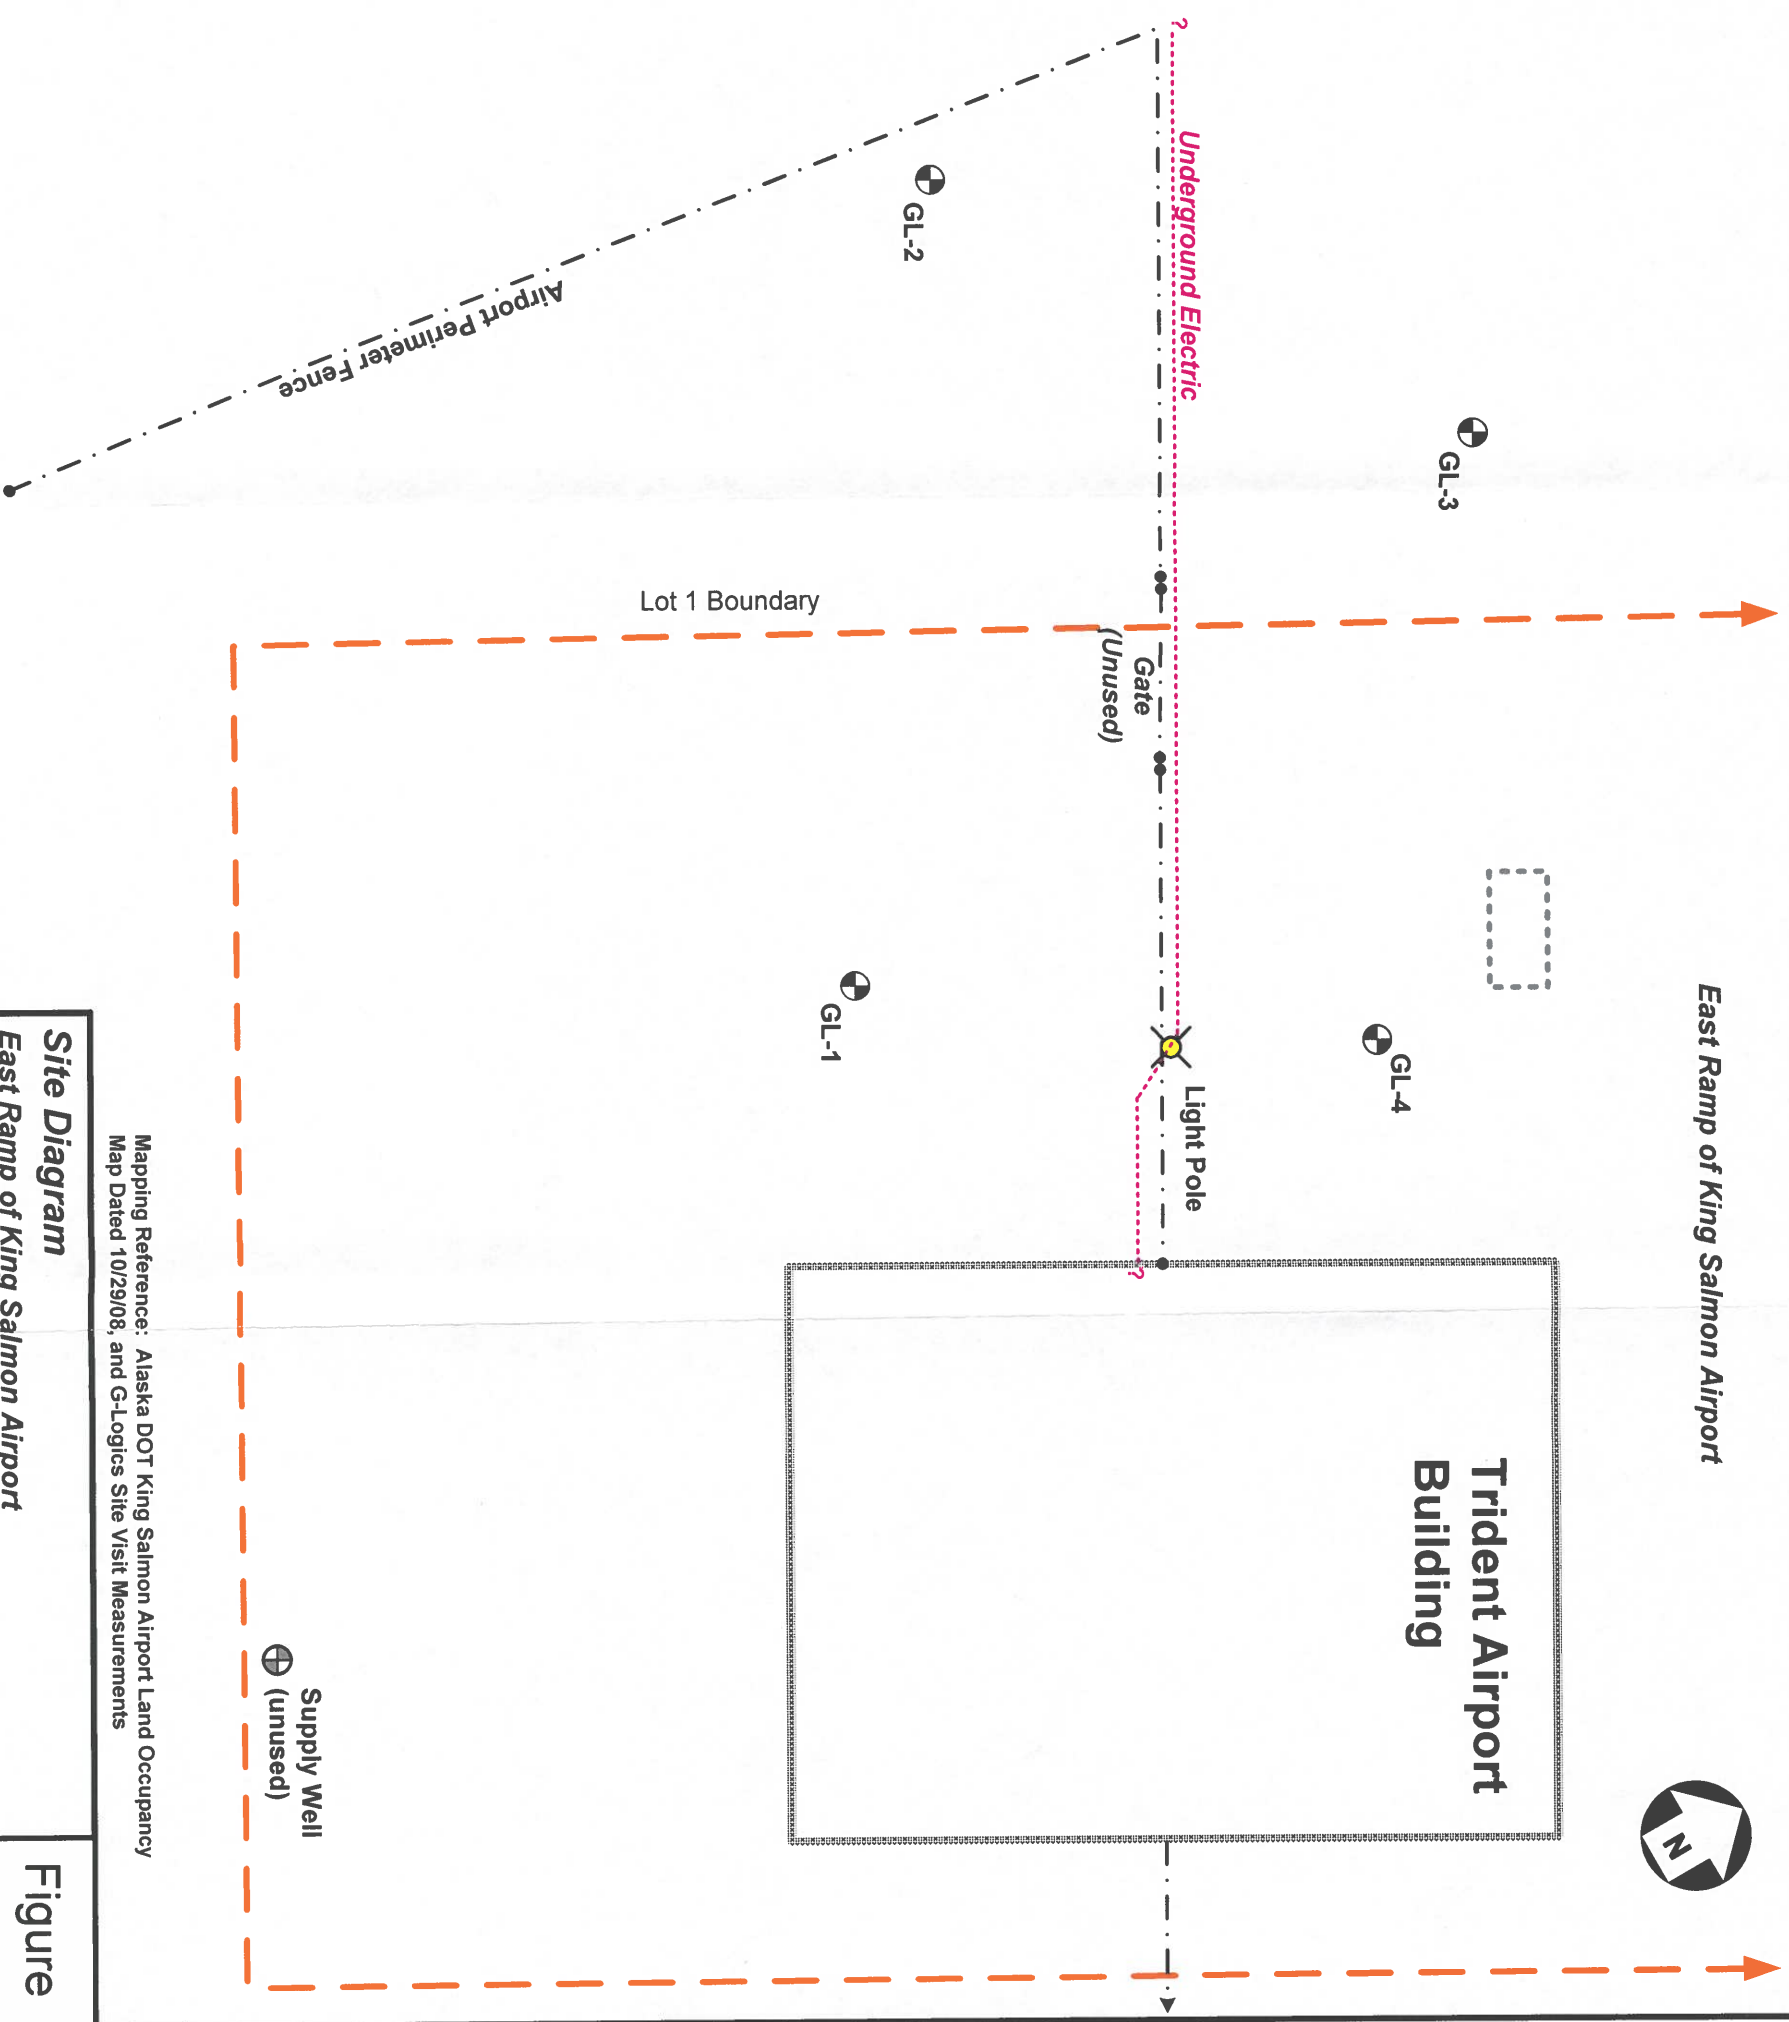 East Ramp of King Salmon Airport
N
GL-3
GL-4
Trident Airport
Building
?
Underground Electric
Light Pole
?
Gate
(Unused)
GL-2
GL-1
Lot 1 Boundary
Airport Perimeter Fence
Supply Well
(unused)
Mapping Reference: Alaska DOT King Salmon Airport Land Occupancy
Map Dated 10/29/08, and G-Logics Site Visit Measurements
Site Diagram
East Ramp of King Salmon Airport
Figure